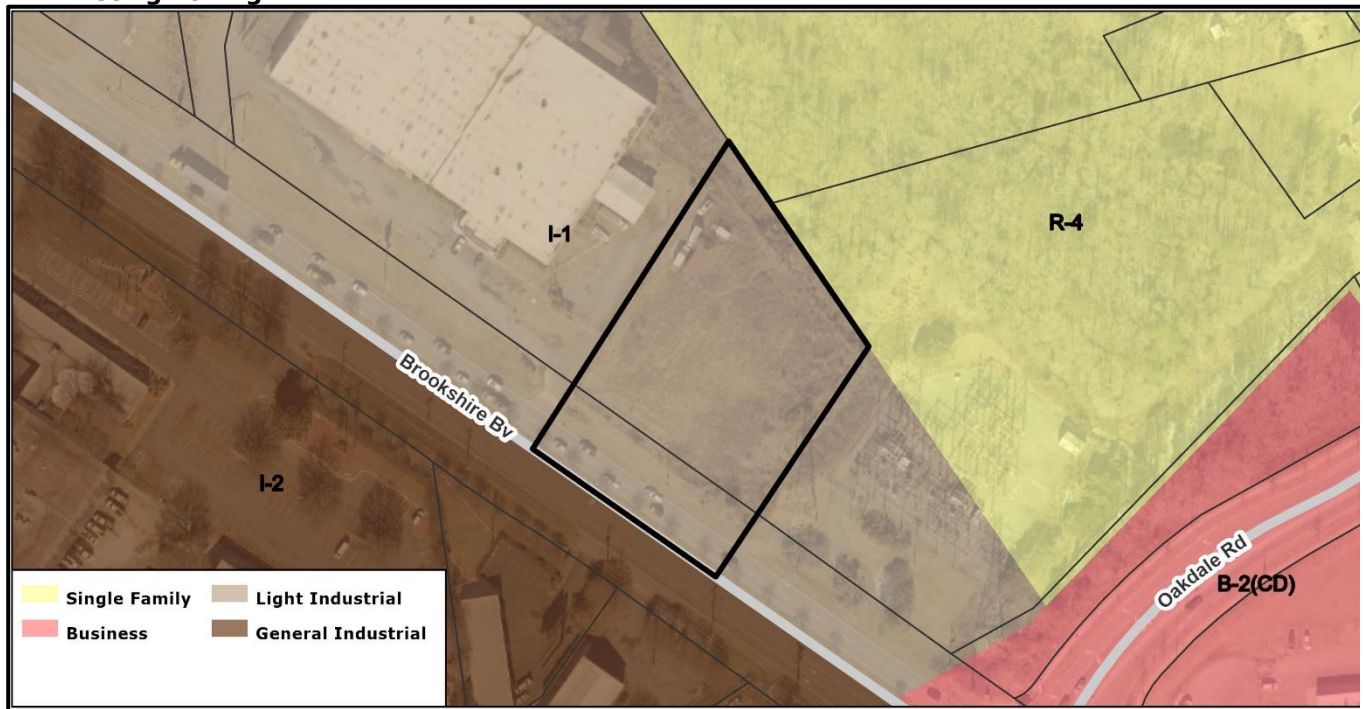 I-1
R-4
Brookshire Bv
I-2
Oakdale Rd
B-2(CD)
Single Family
Light Industrial
Business
General Industrial